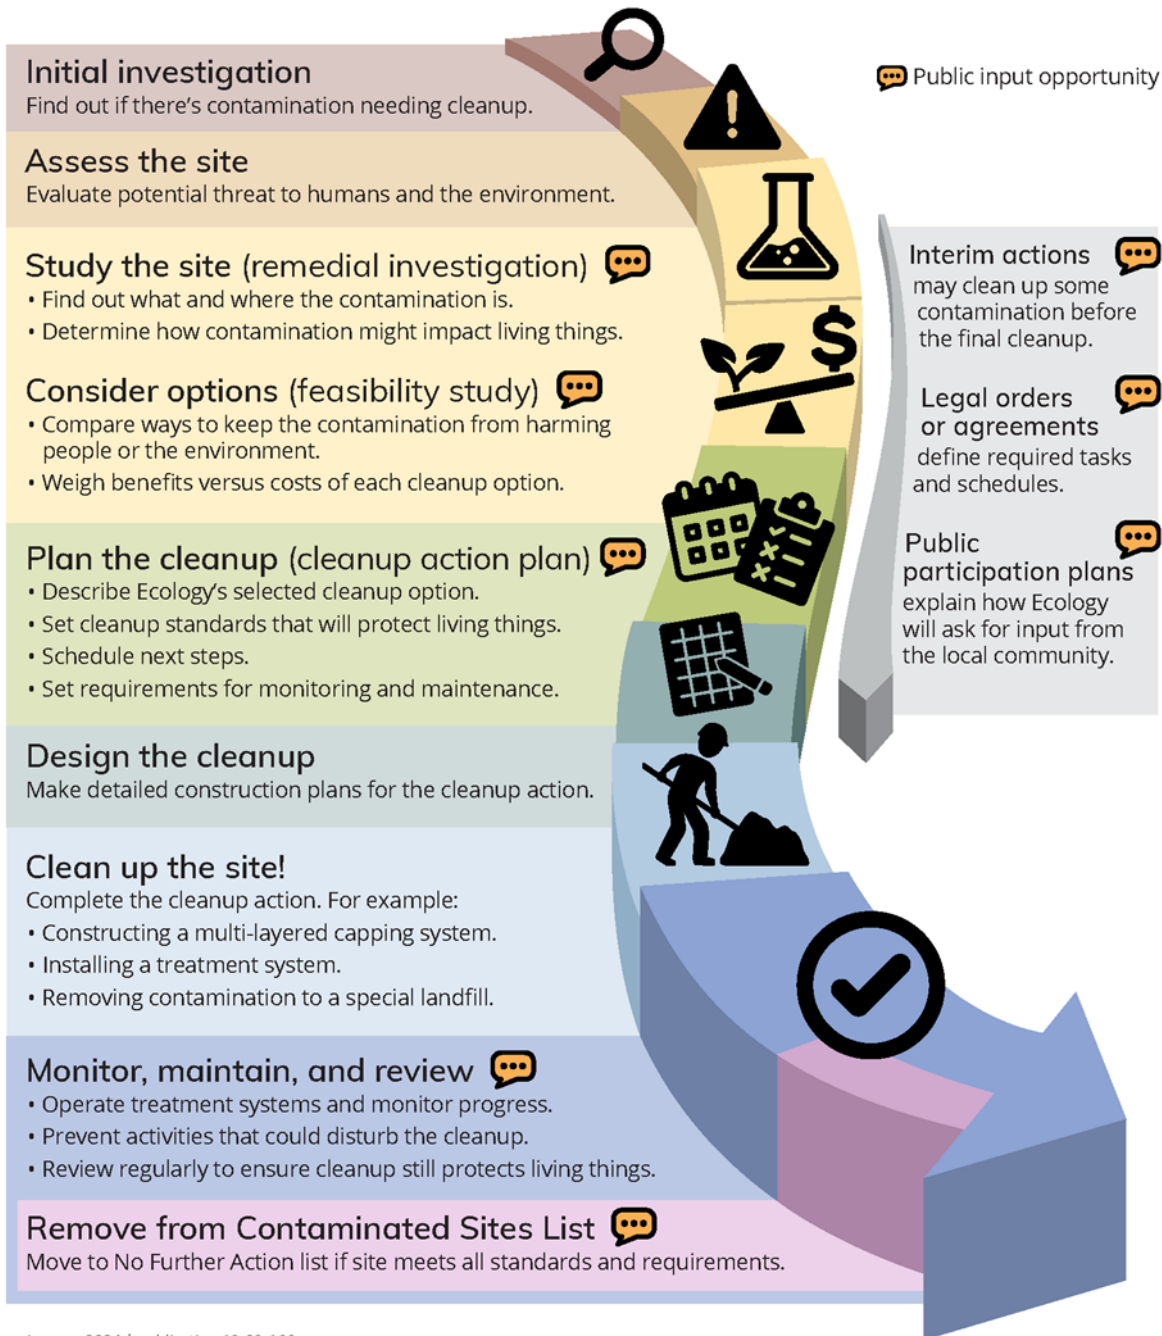 Initial investigation
Find out if there's contamination needing cleanup.
Public input opportunity
Assess the site
Evaluate potential threat to humans and the environment.
Study the site (remedial investigation)
• Find out what and where the contamination is.
• Determine how contamination might impact living things.
Consider options (feasibility study)
• Compare ways to keep the contamination from harming
people or the environment.
• Weigh benefits versus costs of each cleanup option.
Plan the cleanup (cleanup action plan)
• Describe Ecology's selected cleanup option.
• Set cleanup standards that will protect living things.
• Schedule next steps.
• Set requirements for monitoring and maintenance.
Design the cleanup
Make detailed construction plans for the cleanup action.
Clean up the site!
Complete the cleanup action. For example:
• Constructing a multi-layered capping system.
• Installing a treatment system.
• Removing contamination to a special landfill.
Monitor, maintain, and review
• Operate treatment systems and monitor progress.
• Prevent activities that could disturb the cleanup.
• Review regularly to ensure cleanup still protects living things.
Remove from Contaminated Sites List
Move to No Further Action list if site meets all standards and requirements.
Interim actions
may clean up some
contamination before
the final cleanup.
Legal orders
or agreements
define required tasks
and schedules.
Public
participation plans
explain how Ecology
will ask for input from
the local community.
$